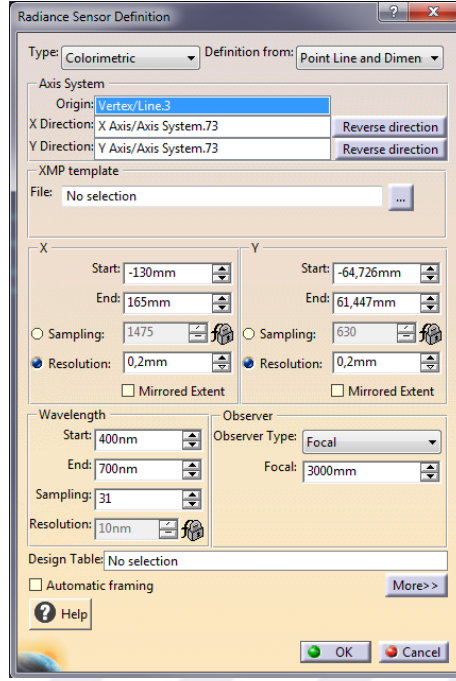 Radiance Sensor Definition
Type: Colorimetric Definition from: Point Line and Dimen
Axis System
Origin: Vertex/Line.3
X Direction: X Axis/Axis System.73 Reverse direction
Y Direction: Y Axis/Axis System.73 Reverse direction
XMP template
File: No selection ...
X Y
Start: -130mm Start: -64,726mm
End: 165mm End: 61,447mm
Sampling: 1475 Sampling: 630
Resolution: 0,2mm Resolution: 0,2mm
Mirrored Extent Mirrored Extent
Wavelength Observer
Start: 400nm Observer Type: Focal
End: 700nm Focal: 3000mm
Sampling: 31
Resolution: 10nm
Design Table: No selection
Automatic framing More>>
? Help
OK Cancel